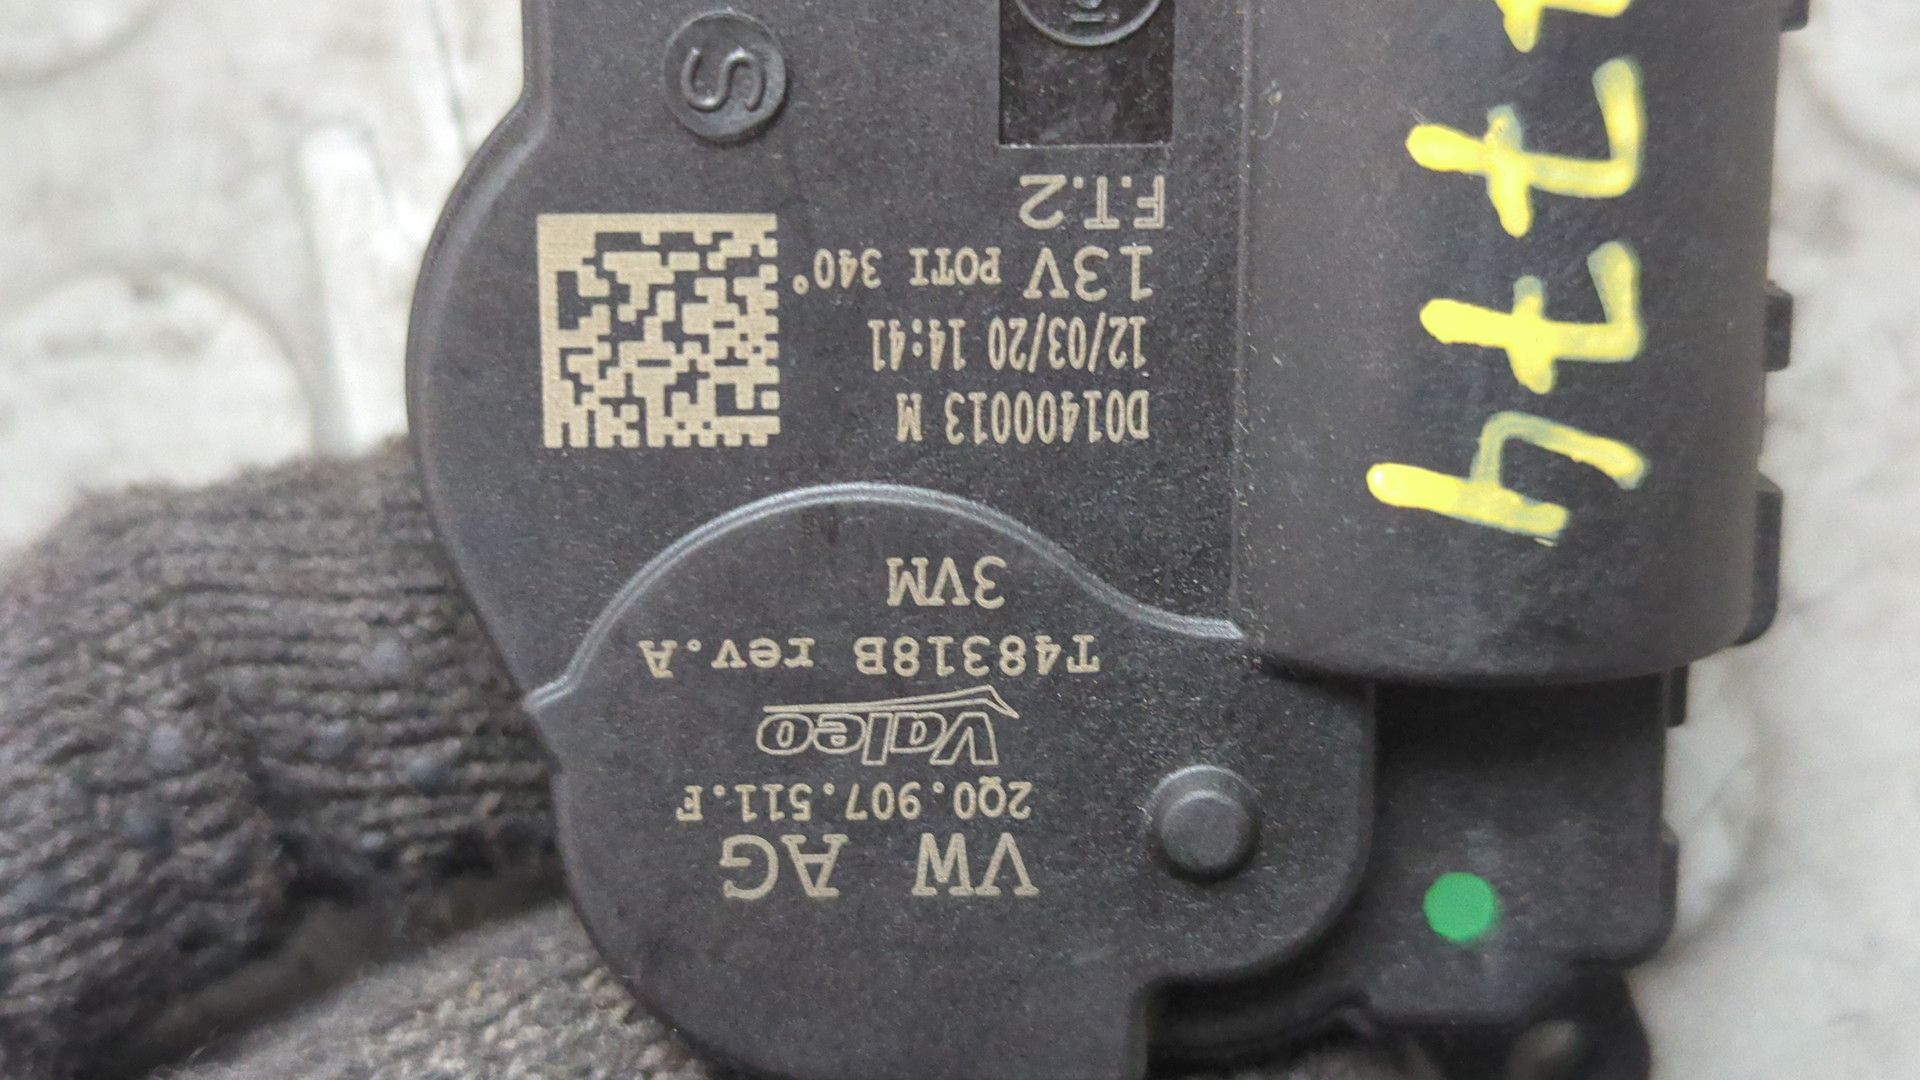 VW AG
2Q0.907.511.F
Valeo
T48318B rev.A
3VM
D01400013 M
12/03/20 14:41
13V POTI 340°
F.T.2
S